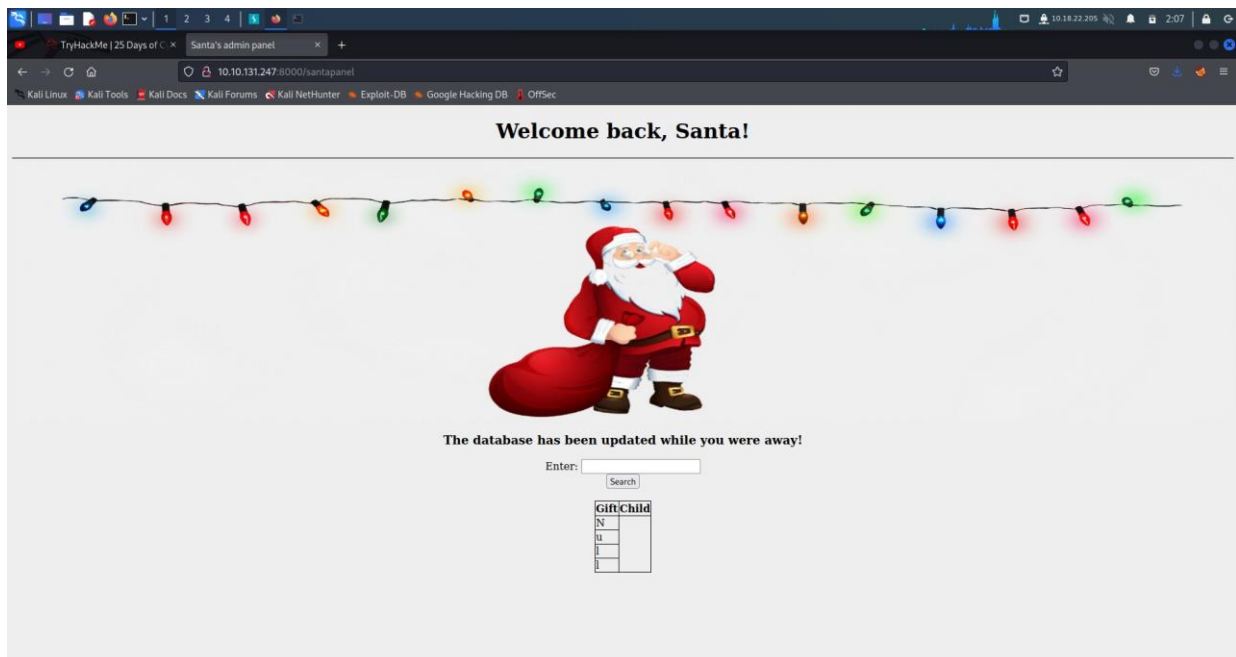 1 2 3 4
10.18.22.205
2:07
TryHackMe | 25 Days of C
Santa's admin panel
10.10.131.247:8000/santapanel
Kali Linux Kali Tools Kali Docs Kali Forums Kali NetHunter Exploit-DB Google Hacking DB OffSec
Welcome back, Santa!
The database has been updated while you were away!
Enter:
Search
Gift Child
N
u
l
l